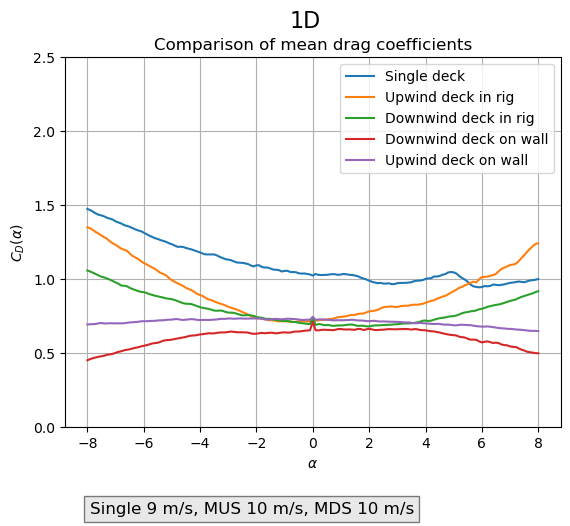 1D
Comparison of mean drag coefficients
2.5
2.0
1.5
1.0
0.5
0.0
C_D(α)
Single deck
Upwind deck in rig
Downwind deck in rig
Downwind deck on wall
Upwind deck on wall
−8 −6 −4 −2 0 2 4 6 8
α
Single 9 m/s, MUS 10 m/s, MDS 10 m/s